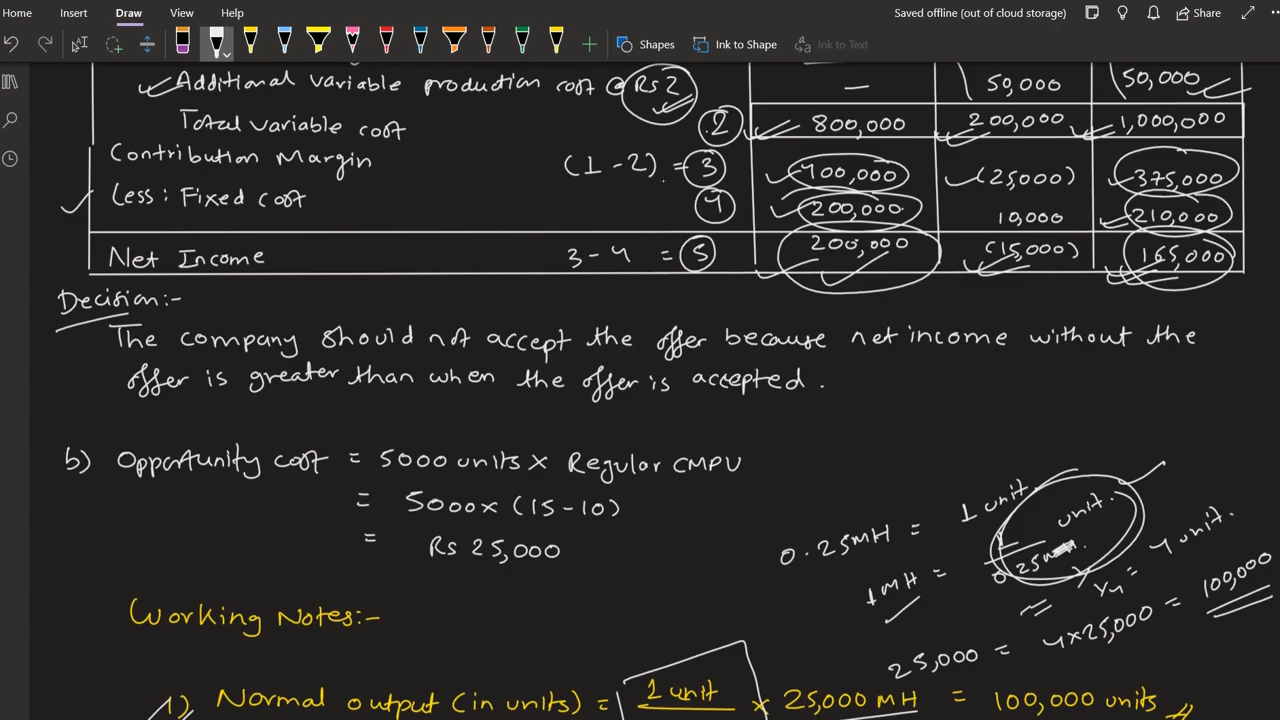 Home Insert Draw View Help Saved offline (out of cloud storage) Share
Shapes Ink to Shape Ink to Text
Additional variable production cost @ Rs 2 — 50,000 50,000
Total variable cost 2 800,000 200,000 1,000,000
Contribution Margin (1 - 2) = 3 400,000 (25,000) 375,000
Less: Fixed cost 4 200,000 10,000 210,000
Net Income 3 - 4 = 5 200,000 (15,000) 165,000
Decision:-
The company should not accept the offer because net income without the
offer is greater than when the offer is accepted.
b) Opportunity cost = 5000 units × Regular CMPU
= 5000 × (15 - 10)
= Rs 25,000
0.25MH = 1 unit
1 MH = 1 unit.
0.25
= 4 unit.
25,000 = 4×25,000 = 100,000
Working Notes:-
1) Normal output (in units) = 1 unit × 25,000 MH = 100,000 units